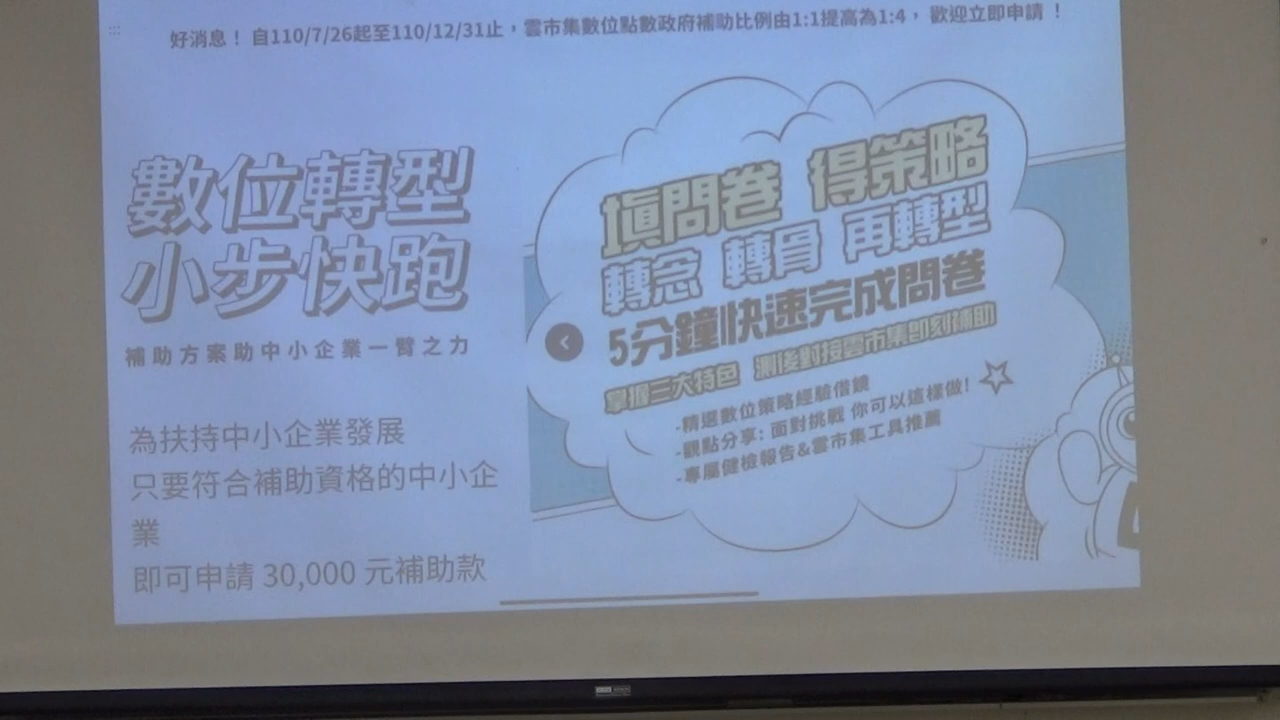 好消息！ 自110/7/26起至110/12/31止，雲市集數位點數政府補助比例由1:1提高為1:4， 歡迎立即申請 ！
數位轉型
小步快跑
補助方案助中小企業一臂之力
為扶持中小企業發展
只要符合補助資格的中小企
業
即可申請 30,000 元補助款
填問卷 得策略
轉念 轉骨 再轉型
5分鐘快速完成問卷
掌握三大特色 測後對接雲市集即刻補助
-精選數位策略經驗借鏡
-觀點分享: 面對挑戰 你可以這樣做!
-專屬健檢報告&雲市集工具推薦